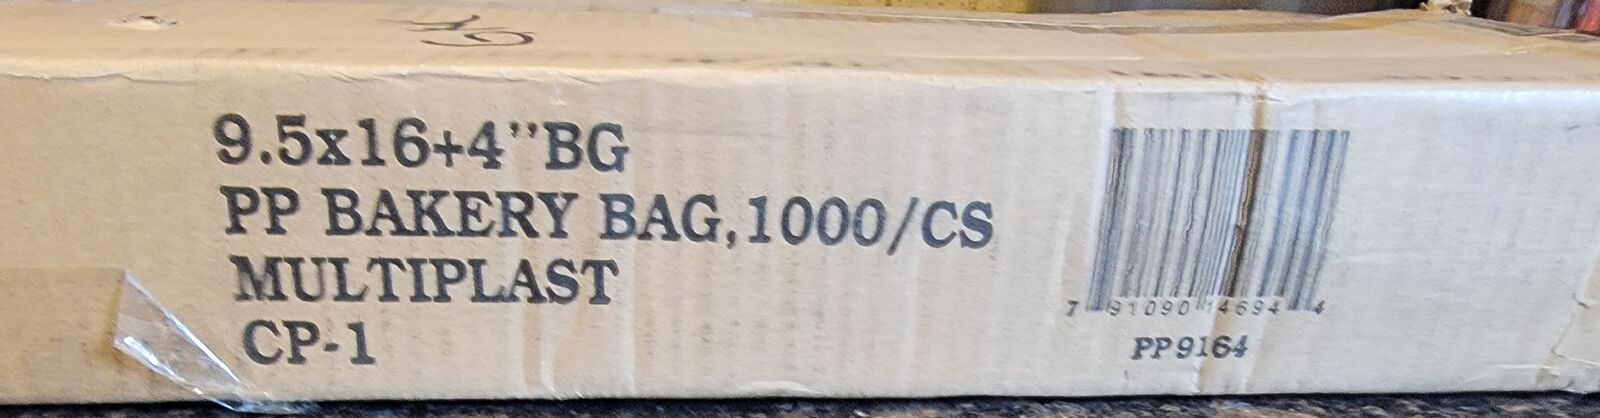 9.5x16+4"BG
PP BAKERY BAG,1000/CS
MULTIPLAST
CP-1
7 91090 14694 4
PP9164